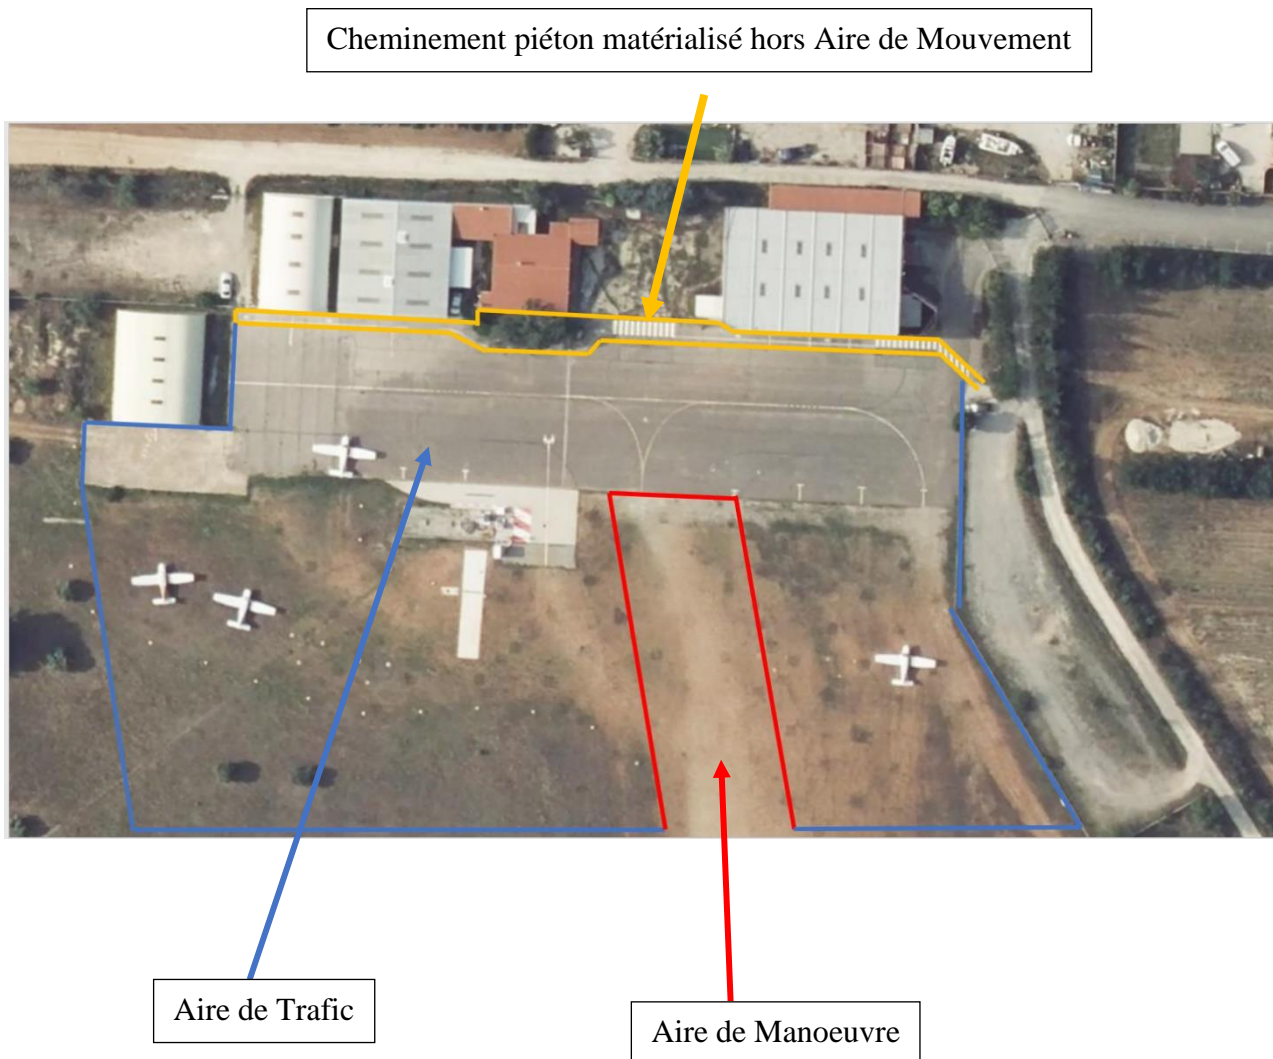 Cheminement piéton matérialisé hors Aire de Mouvement
Aire de Trafic
Aire de Manoeuvre